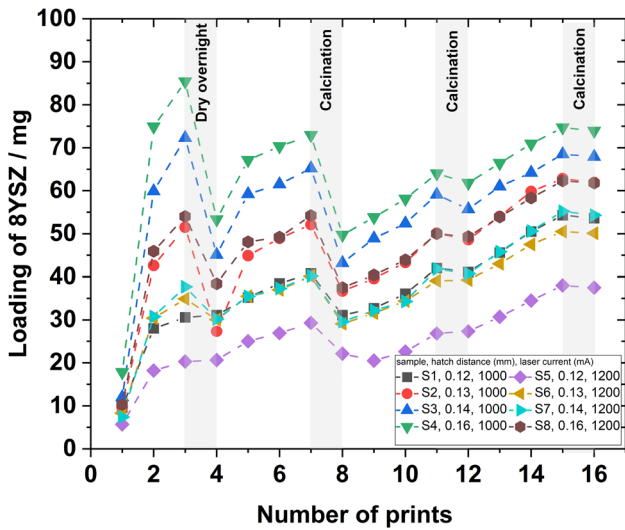 100
90
80
70
60
50
40
30
20
10
0
Loading of 8YSZ / mg
Dry overnight
Calcination
Calcination
Calcination
sample, hatch distance (mm), laser current (mA)
S1, 0.12, 1000 S5, 0.12, 1200
S2, 0.13, 1000 S6, 0.13, 1200
S3, 0.14, 1000 S7, 0.14, 1200
S4, 0.16, 1000 S8, 0.16, 1200
0 2 4 6 8 10 12 14 16
Number of prints